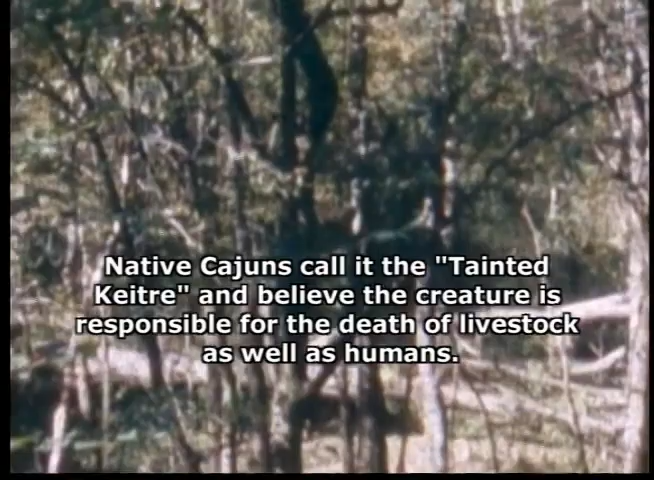 Native Cajuns call it the "Tainted
Keitre" and believe the creature is
responsible for the death of livestock
as well as humans.